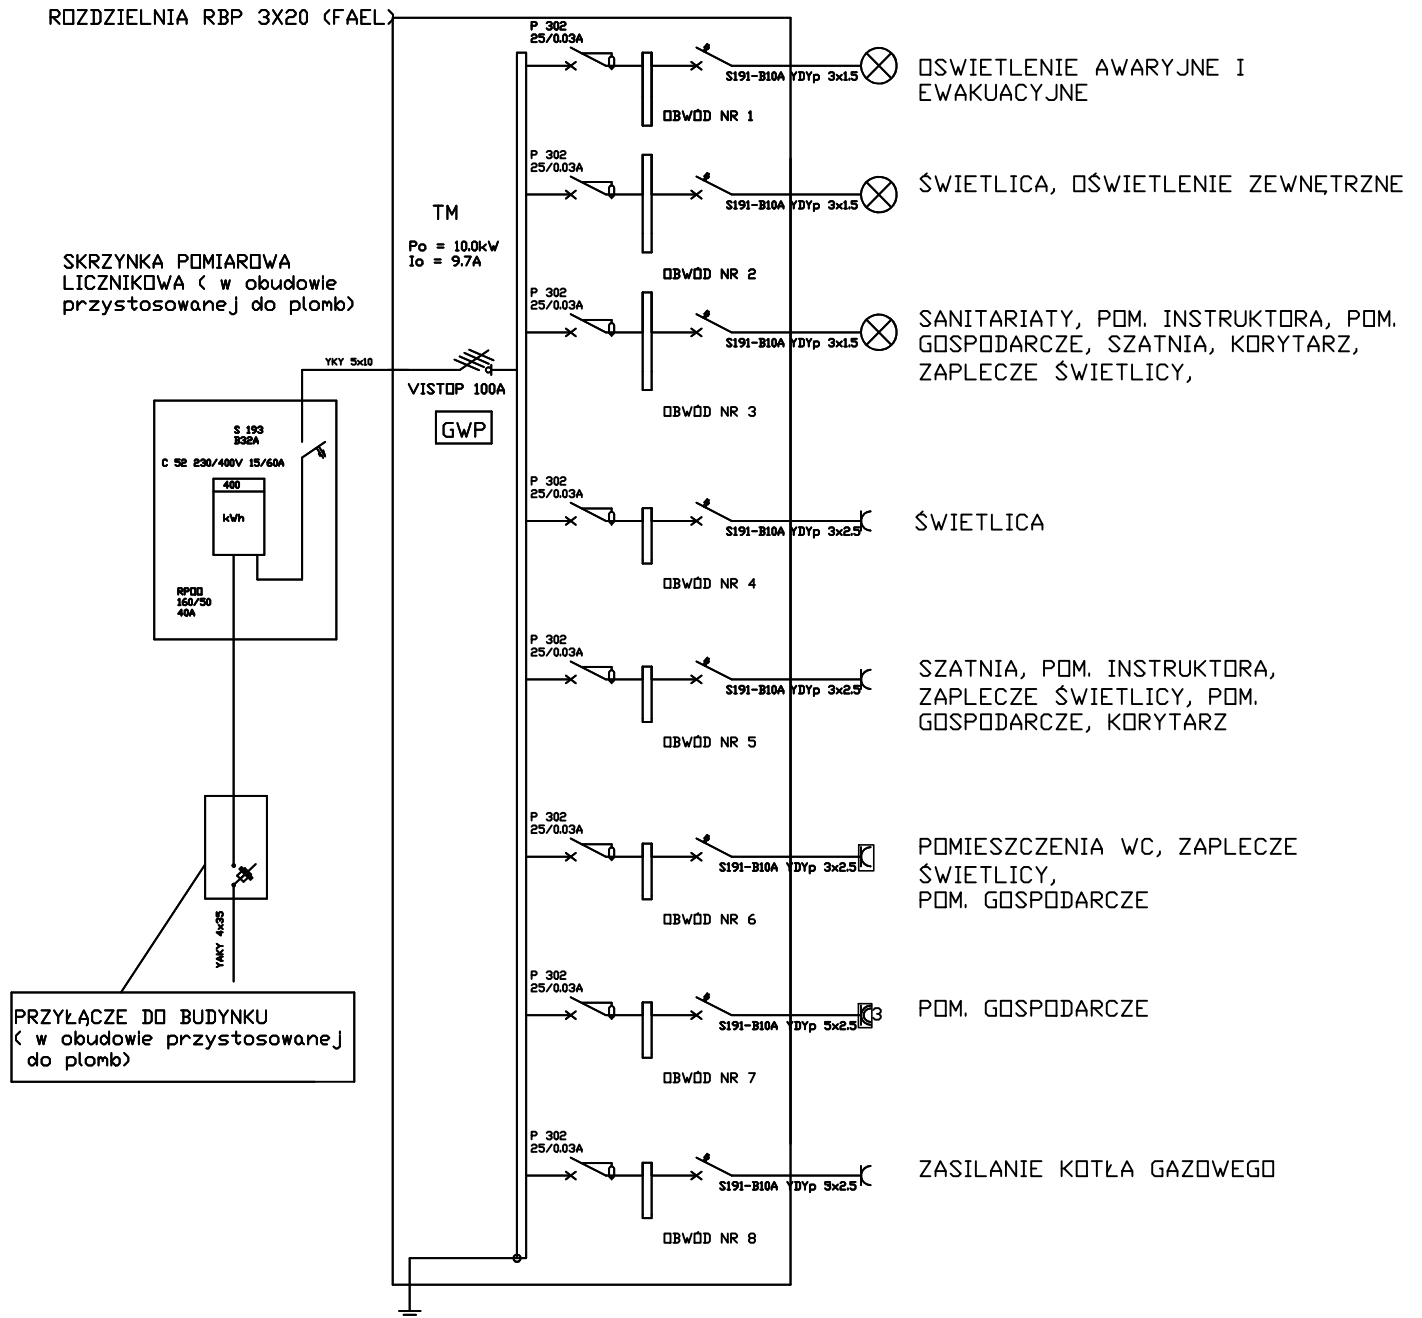 ROZDZIELNIA RBP 3X20 (FAEL)
P 302
25/0.03A
S191-B10A YDYp 3x1.5
OBWÓD NR 1
OSWIETLENIE AWARYJNE I
EWAKUACYJNE
P 302
25/0.03A
S191-B10A YDYp 3x1.5
OBWÓD NR 2
ŚWIETLICA, OŚWIETLENIE ZEWNĘTRZNE
TM
Po = 10.0kW
Io = 9.7A
SKRZYNKA POMIAROWA
LICZNIKOWA ( w obudowie
przystosowanej do plomb)
P 302
25/0.03A
S191-B10A YDYp 3x1.5
OBWÓD NR 3
SANITARIATY, POM. INSTRUKTORA, POM.
GOSPODARCZE, SZATNIA, KORYTARZ,
ZAPLECZE ŚWIETLICY,
YKY 5x10
VISTOP 100A
GWP
S 193
B32A
C 52 230/400V 15/60A
400
kWh
RPOO
160/50
40A
P 302
25/0.03A
S191-B10A YDYp 3x2.5
OBWÓD NR 4
ŚWIETLICA
P 302
25/0.03A
S191-B10A YDYp 3x2.5
OBWÓD NR 5
SZATNIA, POM. INSTRUKTORA,
ZAPLECZE ŚWIETLICY, POM.
GOSPODARCZE, KORYTARZ
P 302
25/0.03A
S191-B10A YDYp 3x2.5
OBWÓD NR 6
POMIESZCZENIA WC, ZAPLECZE
ŚWIETLICY,
POM. GOSPODARCZE
YAKY 4x35
PRZYŁĄCZE DO BUDYNKU
( w obudowie przystosowanej
do plomb)
P 302
25/0.03A
S191-B10A YDYp 5x2.5
3
OBWÓD NR 7
POM. GOSPODARCZE
P 302
25/0.03A
S191-B10A YDYp 3x2.5
OBWÓD NR 8
ZASILANIE KOTŁA GAZOWEGO